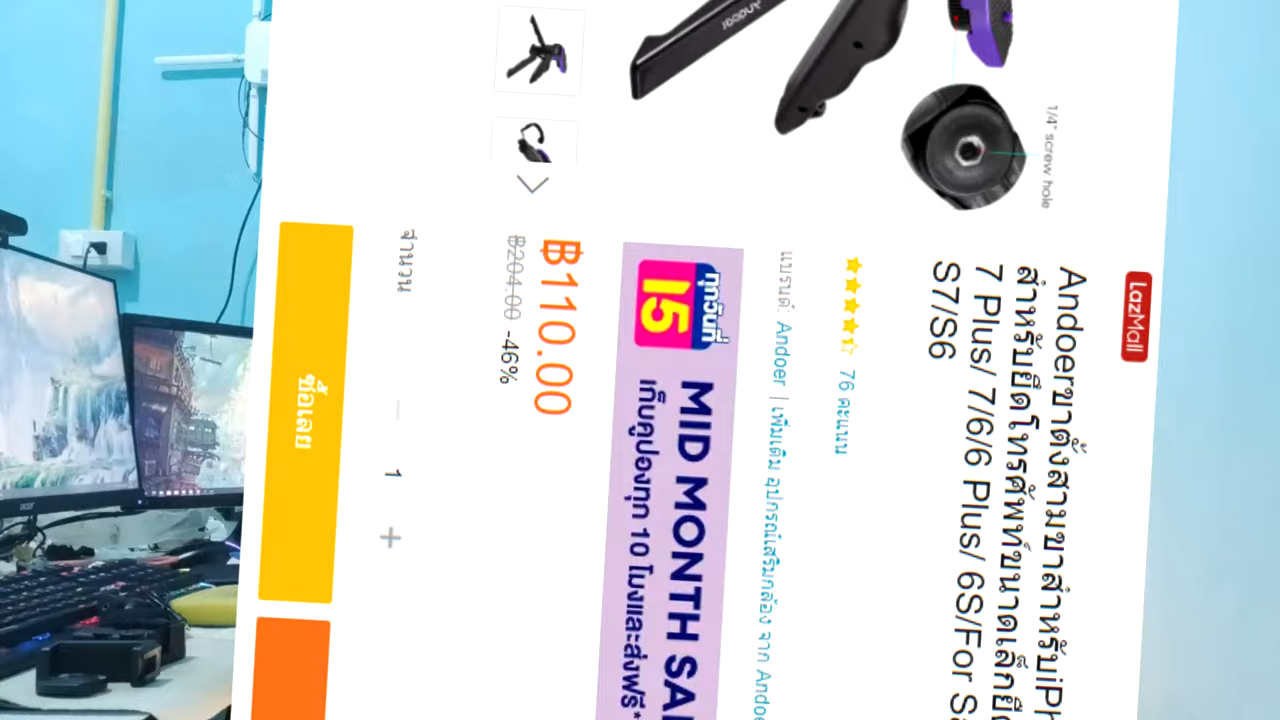 Andoer
1/4" screw hole
LazMall
Andoerขาตั้งสามขาสำหรับiPh
สำหรับยึดโทรศัพท์ขนาดเล็กยึด
7 Plus/ 7/6/6 Plus/ 6S/For Sa
S7/S6
76 คะแนน
แบรนด์: Andoer | เพิ่มเติม อุปกรณ์เสริมกล้อง จาก Andoe
ทุกวันที่
15
MID MONTH SAL
เก็บคูปองทุก 10 โมงและส่งฟรี*
฿110.00
฿204.00 -46%
จำนวน
1
ซื้อเลย
acer